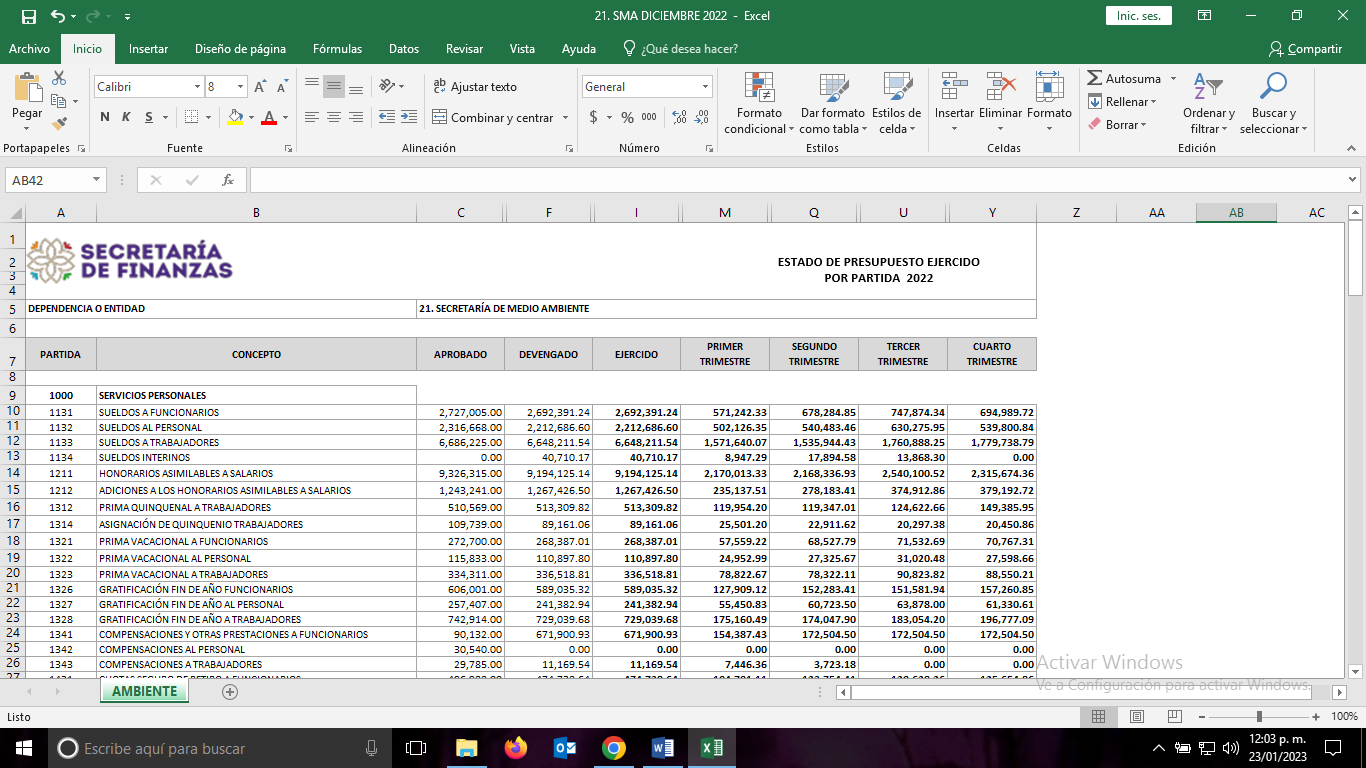 21. SMA DICIEMBRE 2022 - Excel
Inic. ses.
Archivo Inicio Insertar Diseño de página Fórmulas Datos Revisar Vista Ayuda ¿Qué desea hacer? Compartir
Pegar
Calibri 8
N K S
Ajustar texto
Combinar y centrar
General
$ % 000
Formato condicional
Dar formato como tabla
Estilos de celda
Insertar Eliminar Formato
Autosuma
Rellenar
Borrar
Ordenar y filtrar
Buscar y seleccionar
Portapapeles Fuente Alineación Número Estilos Celdas Edición
AB42 fx
A B C F I M Q U Y Z AA AB AC
1
2
3
4
SECRETARÍA
DE FINANZAS
ESTADO DE PRESUPUESTO EJERCIDO
POR PARTIDA 2022
5 DEPENDENCIA O ENTIDAD 21. SECRETARÍA DE MEDIO AMBIENTE
6
7 PARTIDA CONCEPTO APROBADO DEVENGADO EJERCIDO PRIMER TRIMESTRE SEGUNDO TRIMESTRE TERCER TRIMESTRE CUARTO TRIMESTRE
8
9 1000 SERVICIOS PERSONALES
10 1131 SUELDOS A FUNCIONARIOS 2,727,005.00 2,692,391.24 2,692,391.24 571,242.33 678,284.85 747,874.34 694,989.72
11 1132 SUELDOS AL PERSONAL 2,316,668.00 2,212,686.60 2,212,686.60 502,126.35 540,483.46 630,275.95 539,800.84
12 1133 SUELDOS A TRABAJADORES 6,686,225.00 6,648,211.54 6,648,211.54 1,571,640.07 1,535,944.43 1,760,888.25 1,779,738.79
13 1134 SUELDOS INTERINOS 0.00 40,710.17 40,710.17 8,947.29 17,894.58 13,868.30 0.00
14 1211 HONORARIOS ASIMILABLES A SALARIOS 9,326,315.00 9,194,125.14 9,194,125.14 2,170,013.33 2,168,336.93 2,540,100.52 2,315,674.36
15 1212 ADICIONES A LOS HONORARIOS ASIMILABLES A SALARIOS 1,243,241.00 1,267,426.50 1,267,426.50 235,137.51 278,183.41 374,912.86 379,192.72
16 1312 PRIMA QUINQUENAL A TRABAJADORES 510,569.00 513,309.82 513,309.82 119,954.20 119,347.01 124,622.66 149,385.95
17 1314 ASIGNACIÓN DE QUINQUENIO TRABAJADORES 109,739.00 89,161.06 89,161.06 25,501.20 22,911.62 20,297.38 20,450.86
18 1321 PRIMA VACACIONAL A FUNCIONARIOS 272,700.00 268,387.01 268,387.01 57,559.22 68,527.79 71,532.69 70,767.31
19 1322 PRIMA VACACIONAL AL PERSONAL 115,833.00 110,897.80 110,897.80 24,952.99 27,325.67 31,020.48 27,598.66
20 1323 PRIMA VACACIONAL A TRABAJADORES 334,311.00 336,518.81 336,518.81 78,822.67 78,322.11 90,823.82 88,550.21
21 1326 GRATIFICACIÓN FIN DE AÑO FUNCIONARIOS 606,001.00 589,035.32 589,035.32 127,909.12 152,283.41 151,581.94 157,260.85
22 1327 GRATIFICACIÓN FIN DE AÑO AL PERSONAL 257,407.00 241,382.94 241,382.94 55,450.83 60,723.50 63,878.00 61,330.61
23 1328 GRATIFICACIÓN FIN DE AÑO A TRABAJADORES 742,914.00 729,039.68 729,039.68 175,160.49 174,047.90 183,054.20 196,777.09
24 1341 COMPENSACIONES Y OTRAS PRESTACIONES A FUNCIONARIOS 90,132.00 671,900.93 671,900.93 154,387.43 172,504.50 172,504.50 172,504.50
25 1342 COMPENSACIONES AL PERSONAL 30,540.00 0.00 0.00 0.00 0.00 0.00 0.00
26 1343 COMPENSACIONES A TRABAJADORES 29,785.00 11,169.54 11,169.54 7,446.36 3,723.18 0.00 0.00
Activar Windows
Ve a Configuración para activar Windows.
AMBIENTE
Listo 100%
Escribe aquí para buscar
12:03 p. m.
23/01/2023